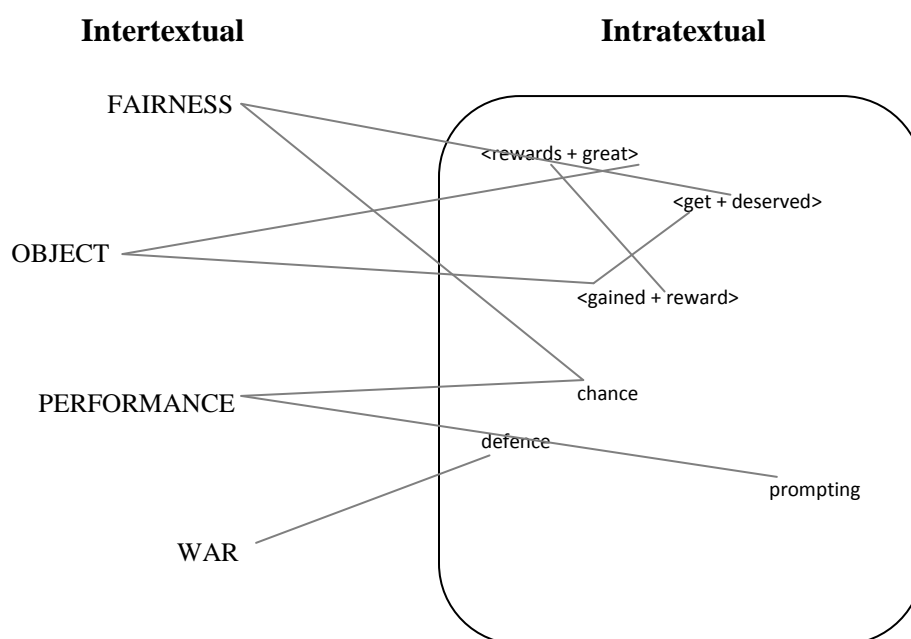 Intertextual Intratextual
FAIRNESS
<rewards + great>
<get + deserved>
OBJECT
<gained + reward>
chance
PERFORMANCE
defence
prompting
WAR